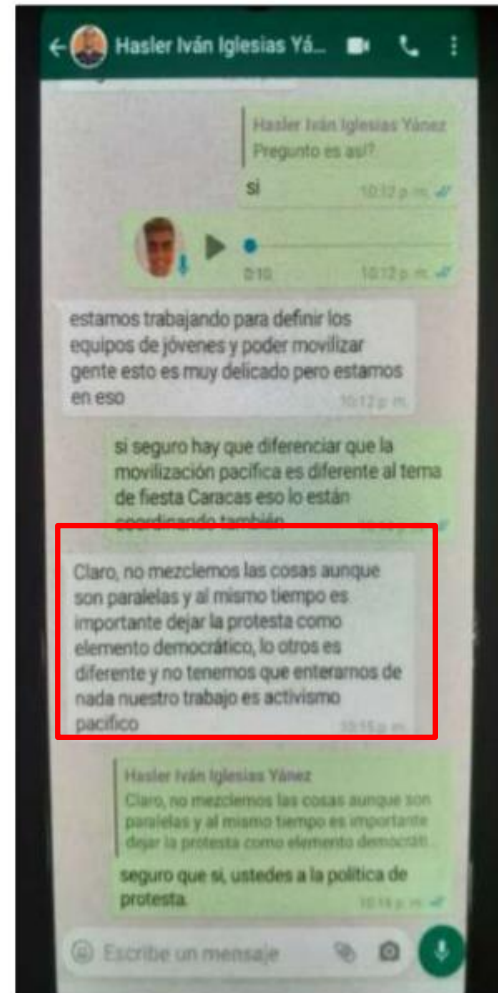 Hasler Iván Iglesias Yá...
Hasler Iván Iglesias Yánez
Pregunto es así?
si
10:12 p. m.
0:10
10:12 p. m.
estamos trabajando para definir los
equipos de jóvenes y poder movilizar
gente esto es muy delicado pero estamos
en eso
10:12 p. m.
si seguro hay que diferenciar que la
movilización pacífica es diferente al tema
de fiesta Caracas eso lo están
coordinando también
Claro, no mezclemos las cosas aunque
son paralelas y al mismo tiempo es
importante dejar la protesta como
elemento democrático, lo otros es
diferente y no tenemos que enterarnos de
nada nuestro trabajo es activismo
pacifico
10:15 p. m.
Hasler Iván Iglesias Yánez
Claro, no mezclemos las cosas aunque son
paralelas y al mismo tiempo es importante
dejar la protesta como elemento democráti...
seguro que si, ustedes a la política de
protesta.
Escribe un mensaje